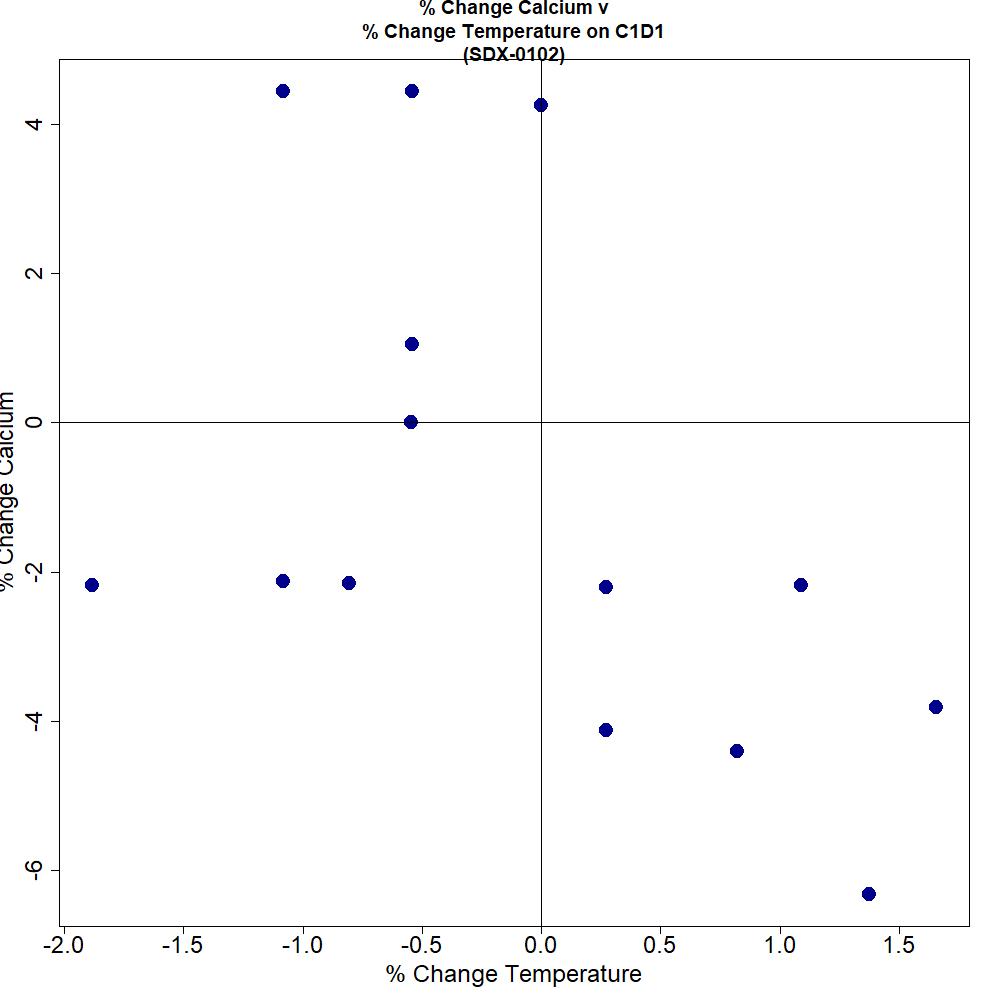 % Change Calcium v
% Change Temperature on C1D1
(SDX-0102)
% Change Calcium
4
2
0
-2
-4
-6
-2.0 -1.5 -1.0 -0.5 0.0 0.5 1.0 1.5
% Change Temperature